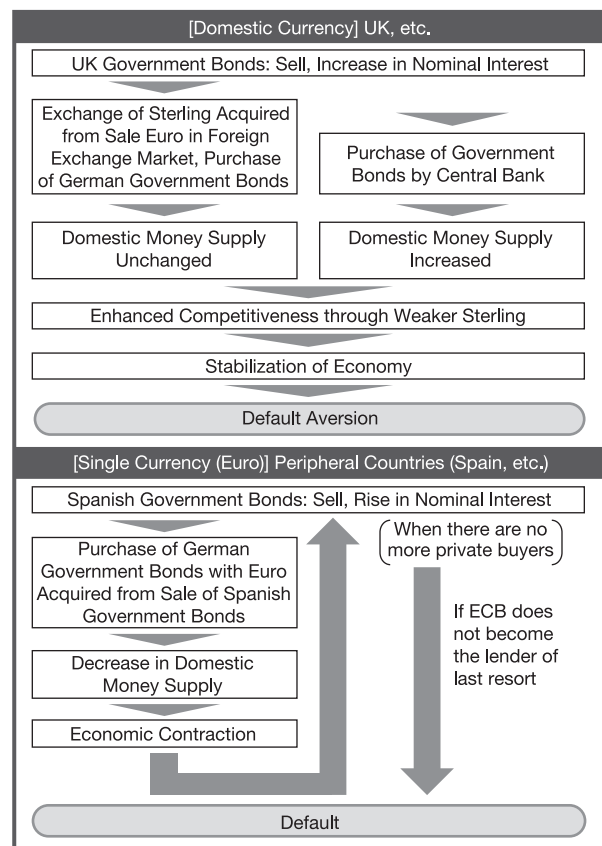 [Domestic Currency] UK, etc.
UK Government Bonds: Sell, Increase in Nominal Interest
Exchange of Sterling Acquired
from Sale Euro in Foreign
Exchange Market, Purchase
of German Government Bonds
Purchase of Government
Bonds by Central Bank
Domestic Money Supply
Unchanged
Domestic Money Supply
Increased
Enhanced Competitiveness through Weaker Sterling
Stabilization of Economy
Default Aversion
[Single Currency (Euro)] Peripheral Countries (Spain, etc.)
Spanish Government Bonds: Sell, Rise in Nominal Interest
Purchase of German
Government Bonds with Euro
Acquired from Sale of Spanish
Government Bonds
(When there are no
more private buyers)
If ECB does
not become
the lender of
last resort
Decrease in Domestic
Money Supply
Economic Contraction
Default